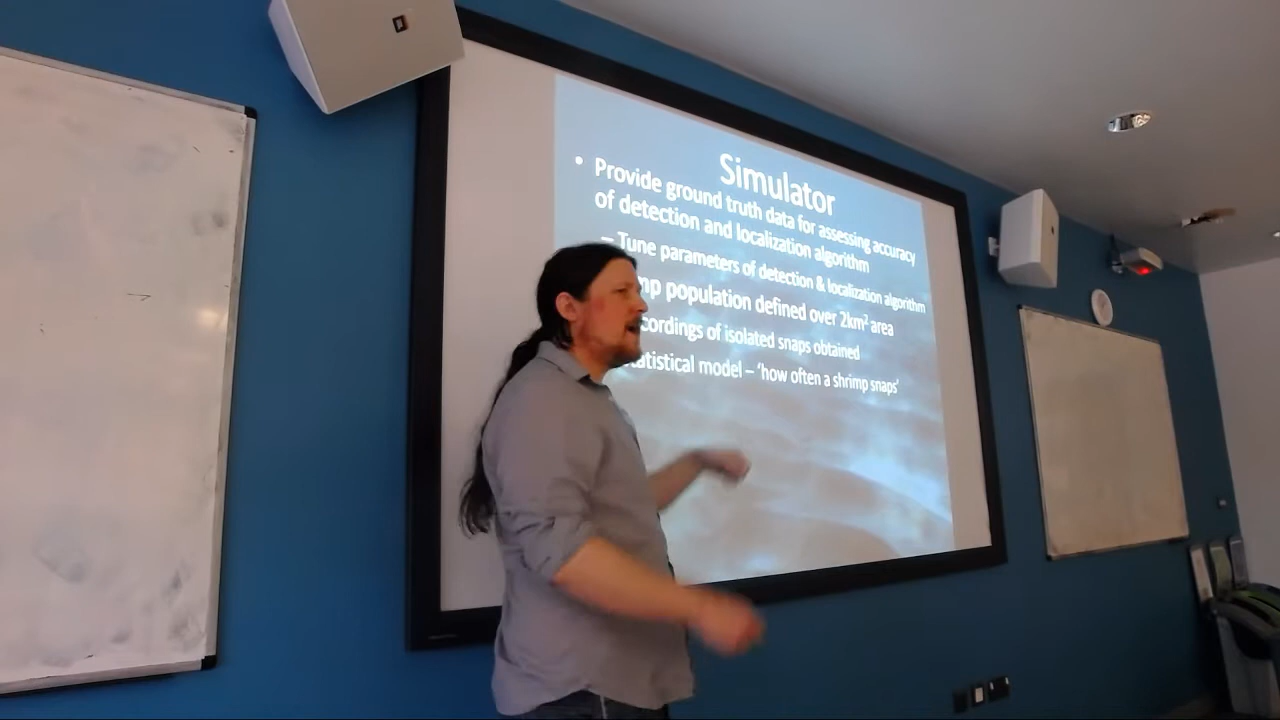 Simulator
• Provide ground truth data for assessing accuracy
of detection and localization algorithm
– Tune parameters of detection & localization algorithm
mp population defined over 2km² area
cordings of isolated snaps obtained
tatistical model – 'how often a shrimp snaps'